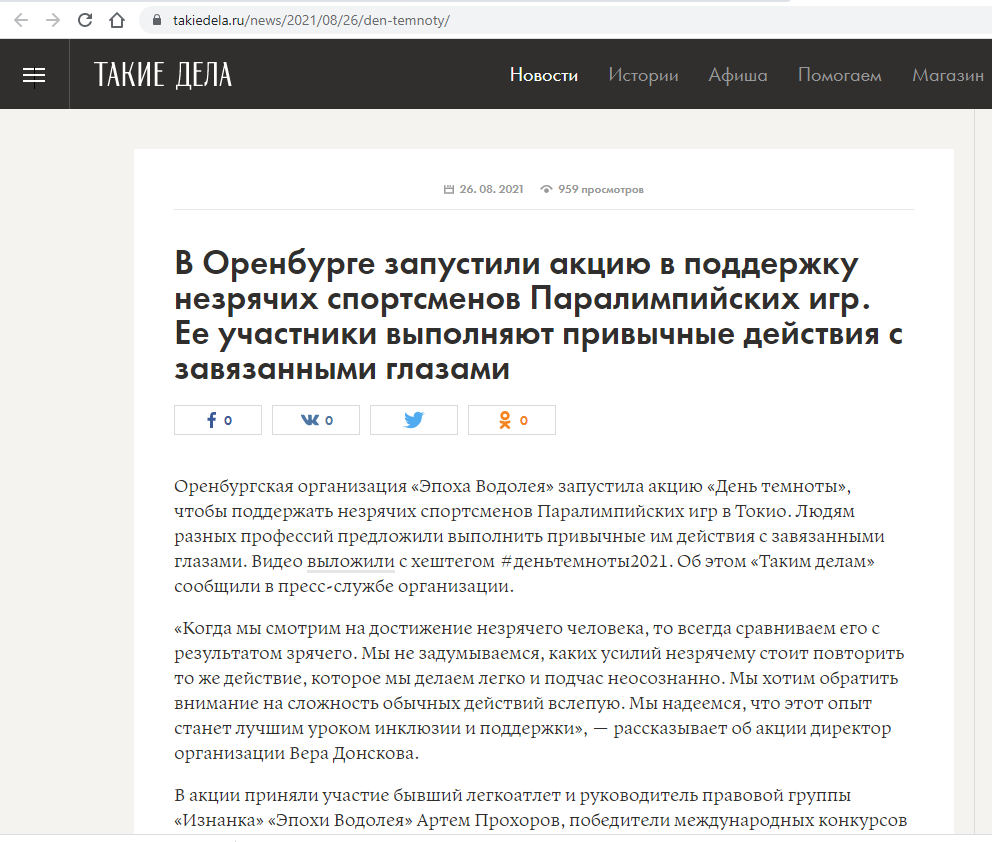 takiedela.ru/news/2021/08/26/den-temnoty/
ТАКИЕ ДЕЛА
Новости
Истории
Афиша
Помогаем
Магазин
26. 08. 2021
959 просмотров
В Оренбурге запустили акцию в поддержку
незрячих спортсменов Паралимпийских игр.
Ее участники выполняют привычные действия с
завязанными глазами
0
0
0
Оренбургская организация «Эпоха Водолея» запустила акцию «День темноты»,
чтобы поддержать незрячих спортсменов Паралимпийских игр в Токио. Людям
разных профессий предложили выполнить привычные им действия с завязанными
глазами. Видео выложили с хештегом #деньтемноты2021. Об этом «Таким делам»
сообщили в пресс-службе организации.
«Когда мы смотрим на достижение незрячего человека, то всегда сравниваем его с
результатом зрячего. Мы не задумываемся, каких усилий незрячему стоит повторить
то же действие, которое мы делаем легко и подчас неосознанно. Мы хотим обратить
внимание на сложность обычных действий вслепую. Мы надеемся, что этот опыт
станет лучшим уроком инклюзии и поддержки», — рассказывает об акции директор
организации Вера Донскова.
В акции приняли участие бывший легкоатлет и руководитель правовой группы
«Изнанка» «Эпохи Водолея» Артем Прохоров, победители международных конкурсов